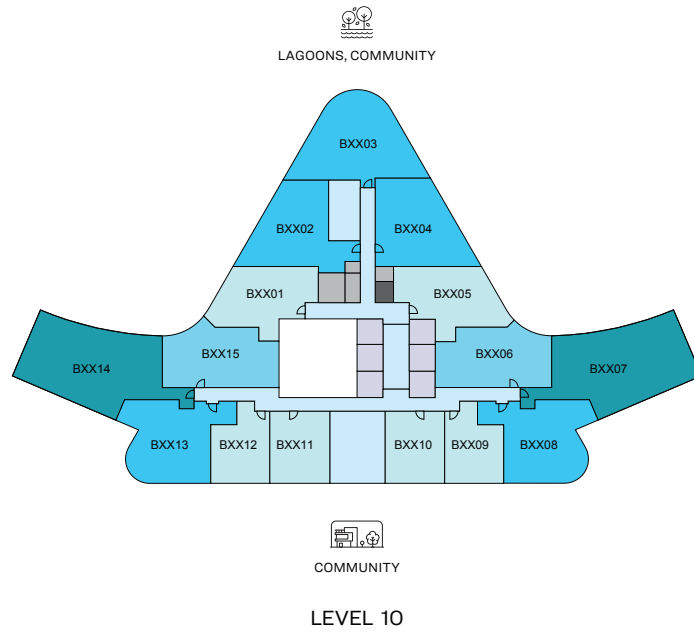 LAGOONS, COMMUNITY
BXX03
BXX02
BXX04
BXX01
BXX05
BXX15
BXX06
BXX14
BXX07
BXX13
BXX12
BXX11
BXX10
BXX09
BXX08
COMMUNITY
LEVEL 10